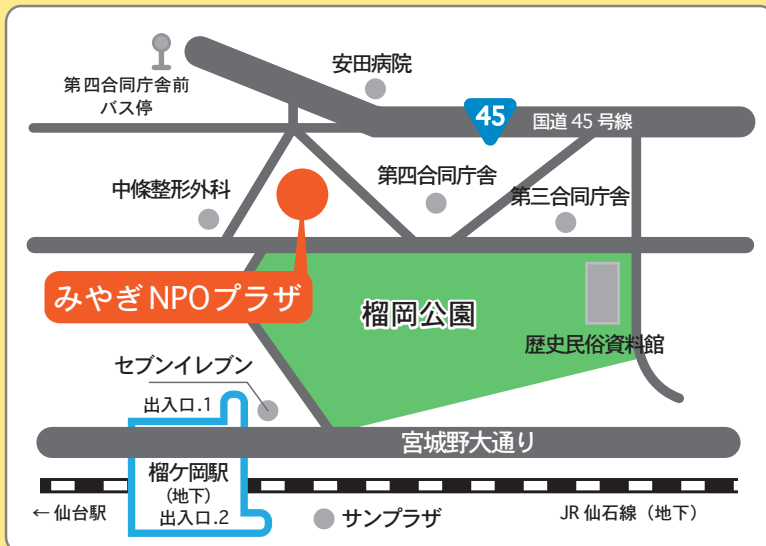 安田病院
第四合同庁舎前
バス停
45
国道45号線
中條整形外科
第四合同庁舎
第三合同庁舎
みやぎNPOプラザ
榴岡公園
歴史民俗資料館
セブンイレブン
出入口.1
宮城野大通り
榴ケ岡駅
(地下)
出入口.2
←仙台駅
サンプラザ
JR仙石線(地下)